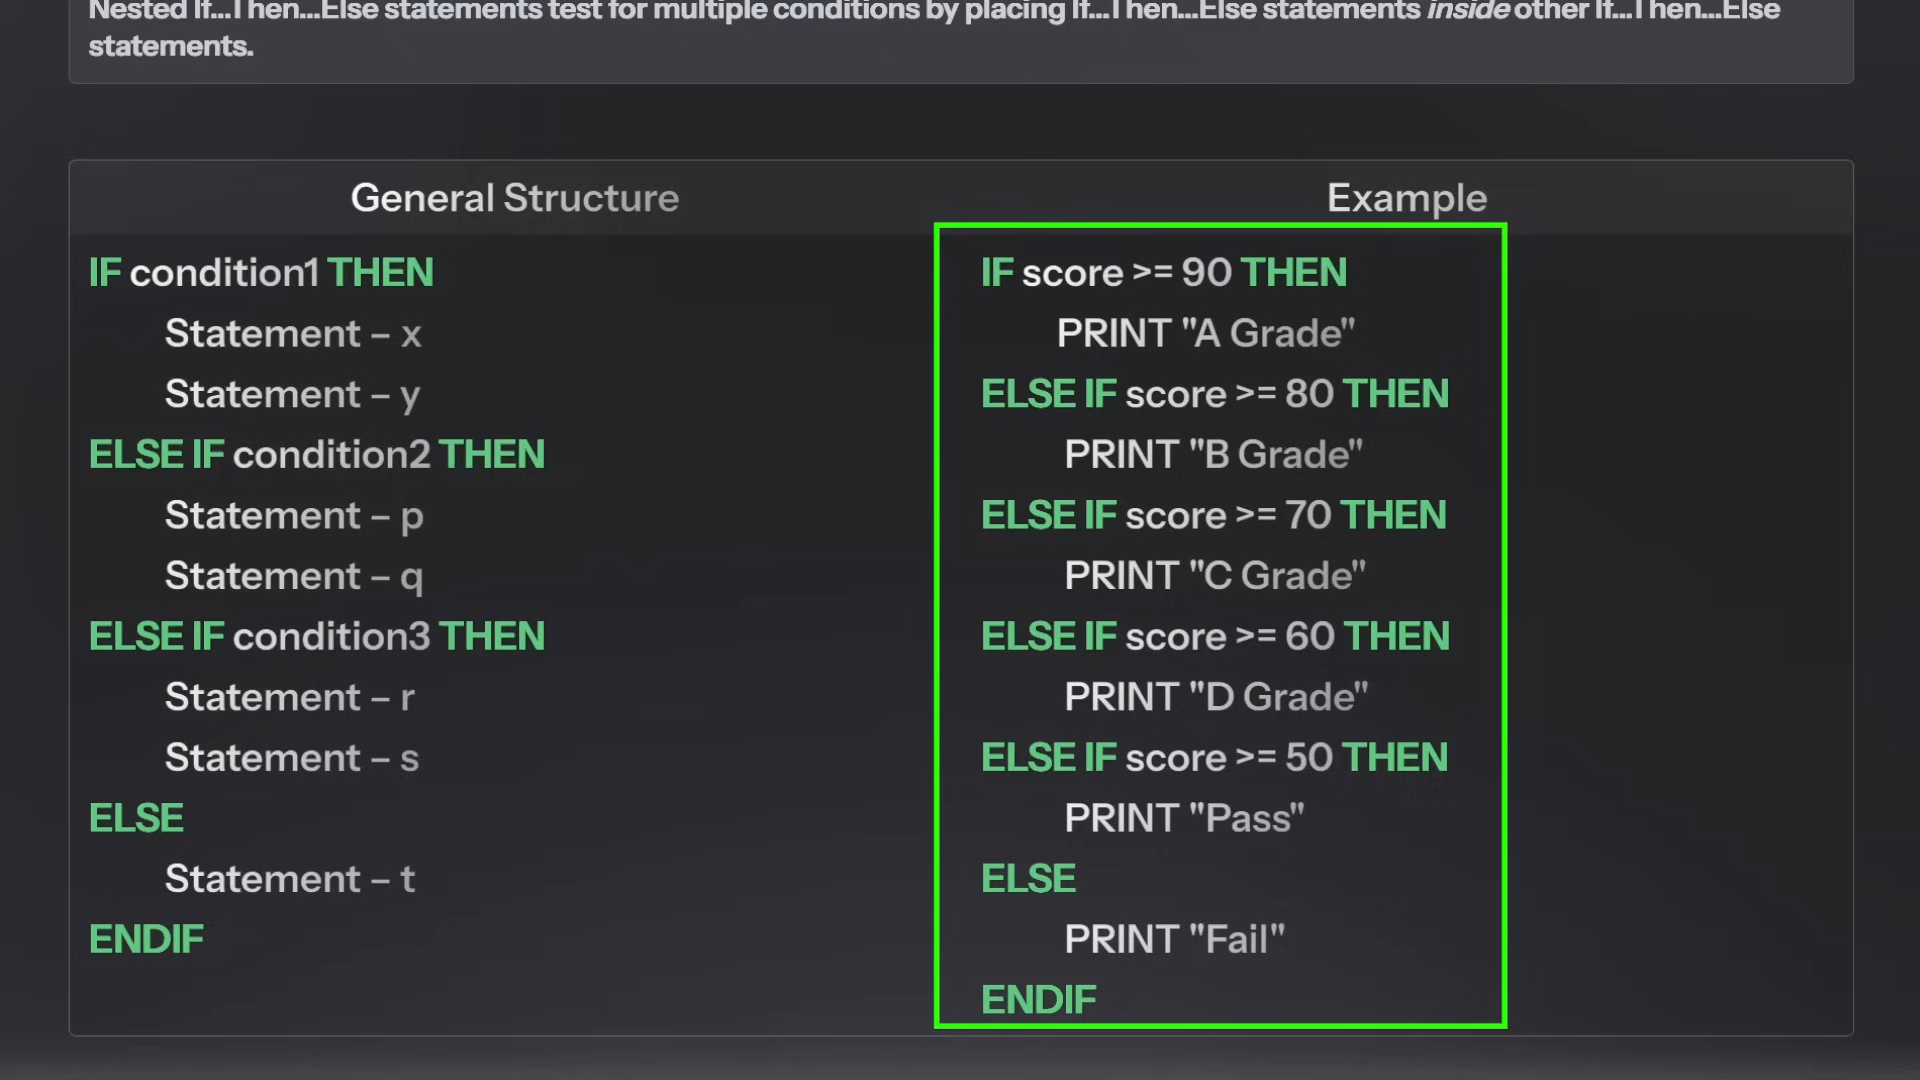 Nested If...Then...Else statements test for multiple conditions by placing If...Then...Else statements inside other If...Then...Else
statements.
General Structure
IF condition1 THEN
Statement – x
Statement – y
ELSE IF condition2 THEN
Statement – p
Statement – q
ELSE IF condition3 THEN
Statement – r
Statement – s
ELSE
Statement – t
ENDIF
Example
IF score >= 90 THEN
PRINT "A Grade"
ELSE IF score >= 80 THEN
PRINT "B Grade"
ELSE IF score >= 70 THEN
PRINT "C Grade"
ELSE IF score >= 60 THEN
PRINT "D Grade"
ELSE IF score >= 50 THEN
PRINT "Pass"
ELSE
PRINT "Fail"
ENDIF